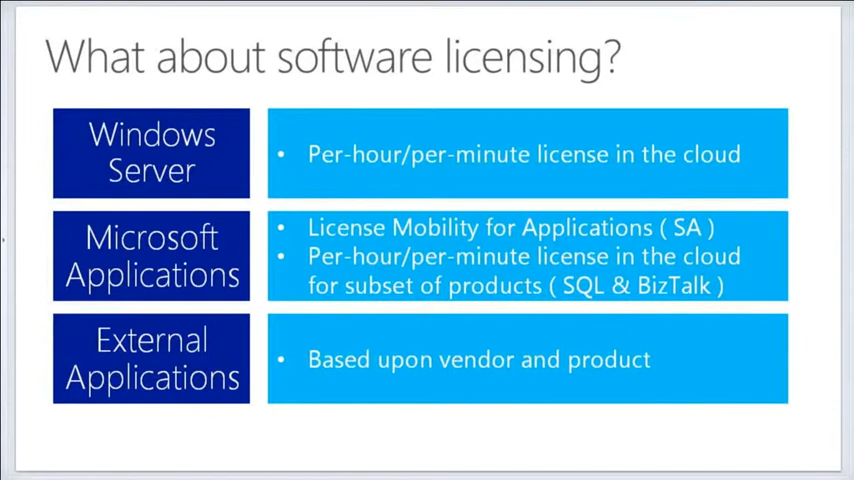 What about software licensing?
Windows
Server
• Per-hour/per-minute license in the cloud
Microsoft
Applications
• License Mobility for Applications ( SA )
• Per-hour/per-minute license in the cloud
for subset of products ( SQL & BizTalk )
External
Applications
• Based upon vendor and product